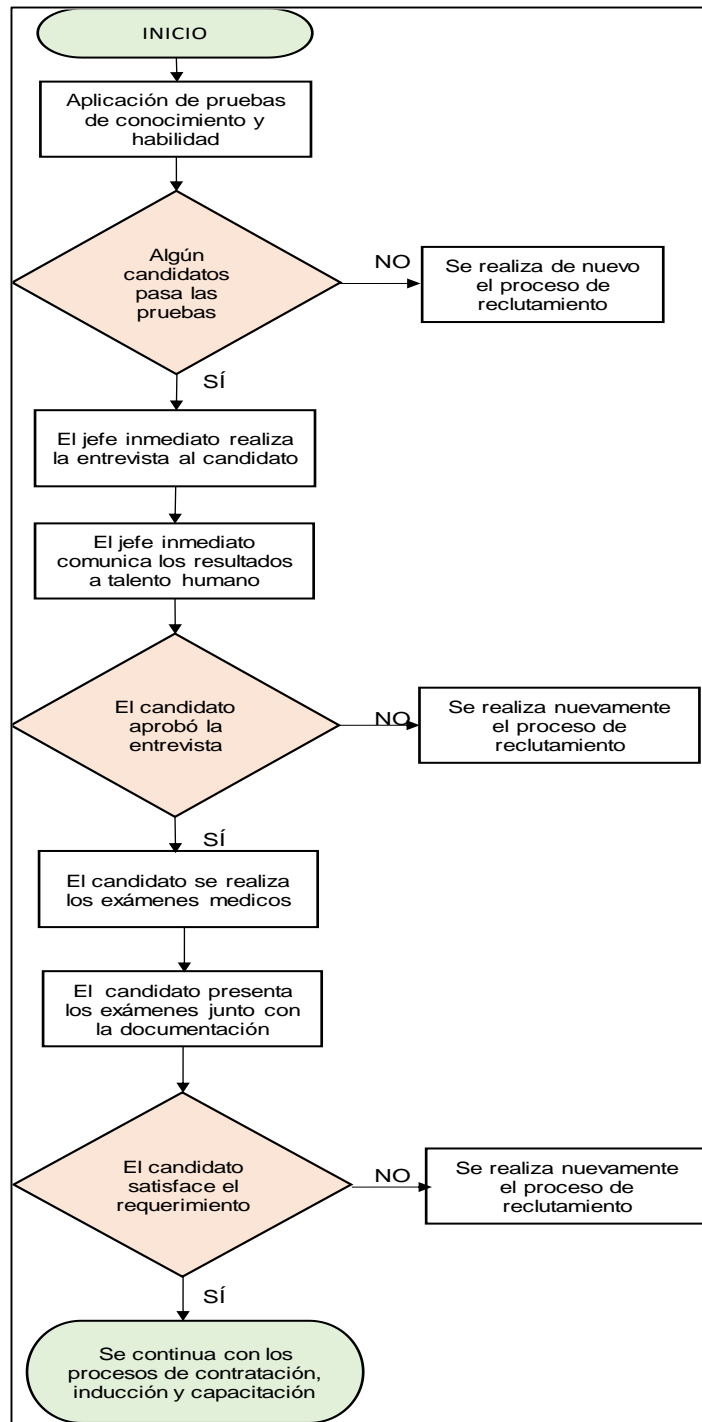 INICIO
Aplicación de pruebas
de conocimiento y
habilidad
Algún
candidatos
pasa las
pruebas
NO
Se realiza de nuevo
el proceso de
reclutamiento
SÍ
El jefe inmediato realiza
la entrevista al candidato
El jefe inmediato
comunica los resultados
a talento humano
El candidato
aprobó la
entrevista
NO
Se realiza nuevamente
el proceso de
reclutamiento
SÍ
El candidato se realiza
los exámenes medicos
El candidato presenta
los exámenes junto con
la documentación
El candidato
satisface el
requerimiento
NO
Se realiza nuevamente
el proceso de
reclutamiento
SÍ
Se continua con los
procesos de contratación,
inducción y capacitación